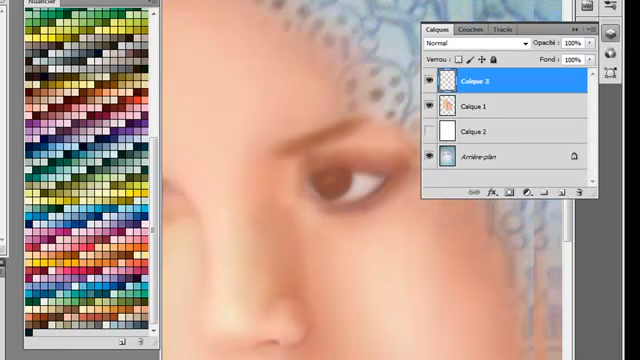 Nuancier
Calques Couches Tracés
Normal Opacité : 100%
Verrou : Fond : 100%
Calque 3
Calque 1
Calque 2
Arrière-plan